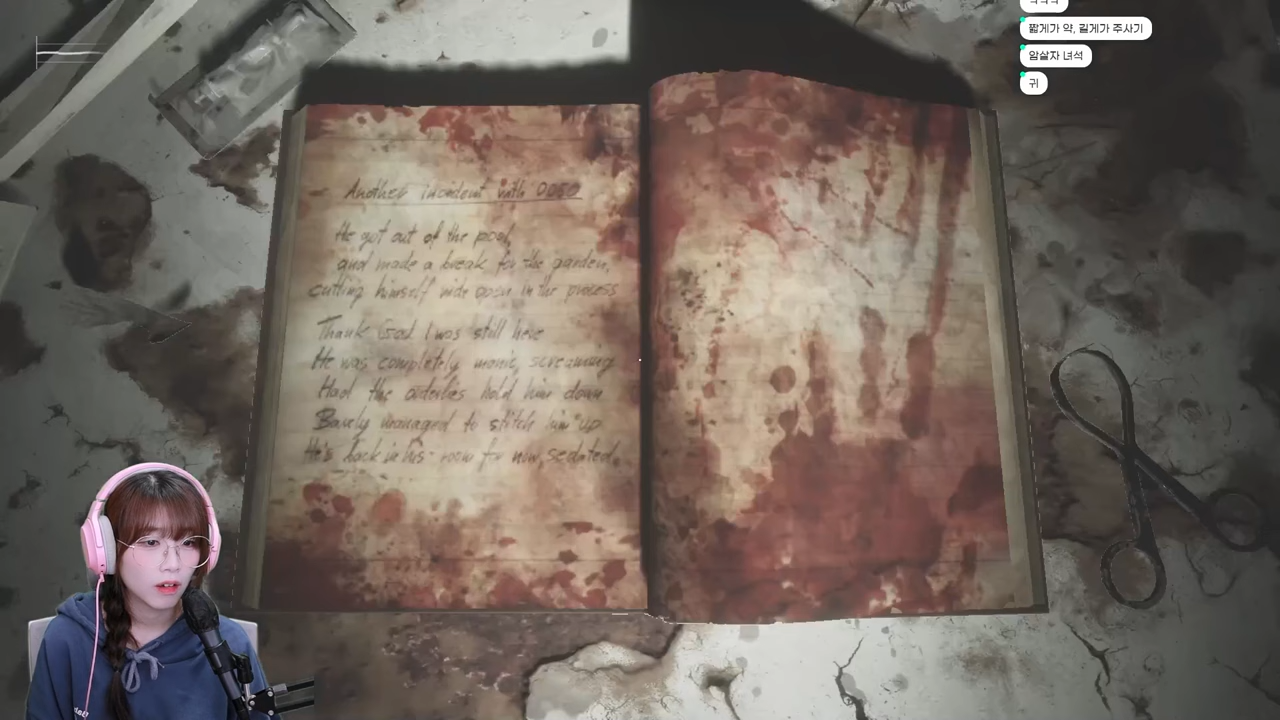 짧게가 약, 길게가 주사기
암살자 녀석
귀
Another incident with
He got out of the pool,
and made a break for the garden,
cutting himself wide open in the process
Thank God I was still here
He was completely manic, screaming
Had the orderlies hold him down
Barely managed to stitch him up
He's back in his room for now, sedated.